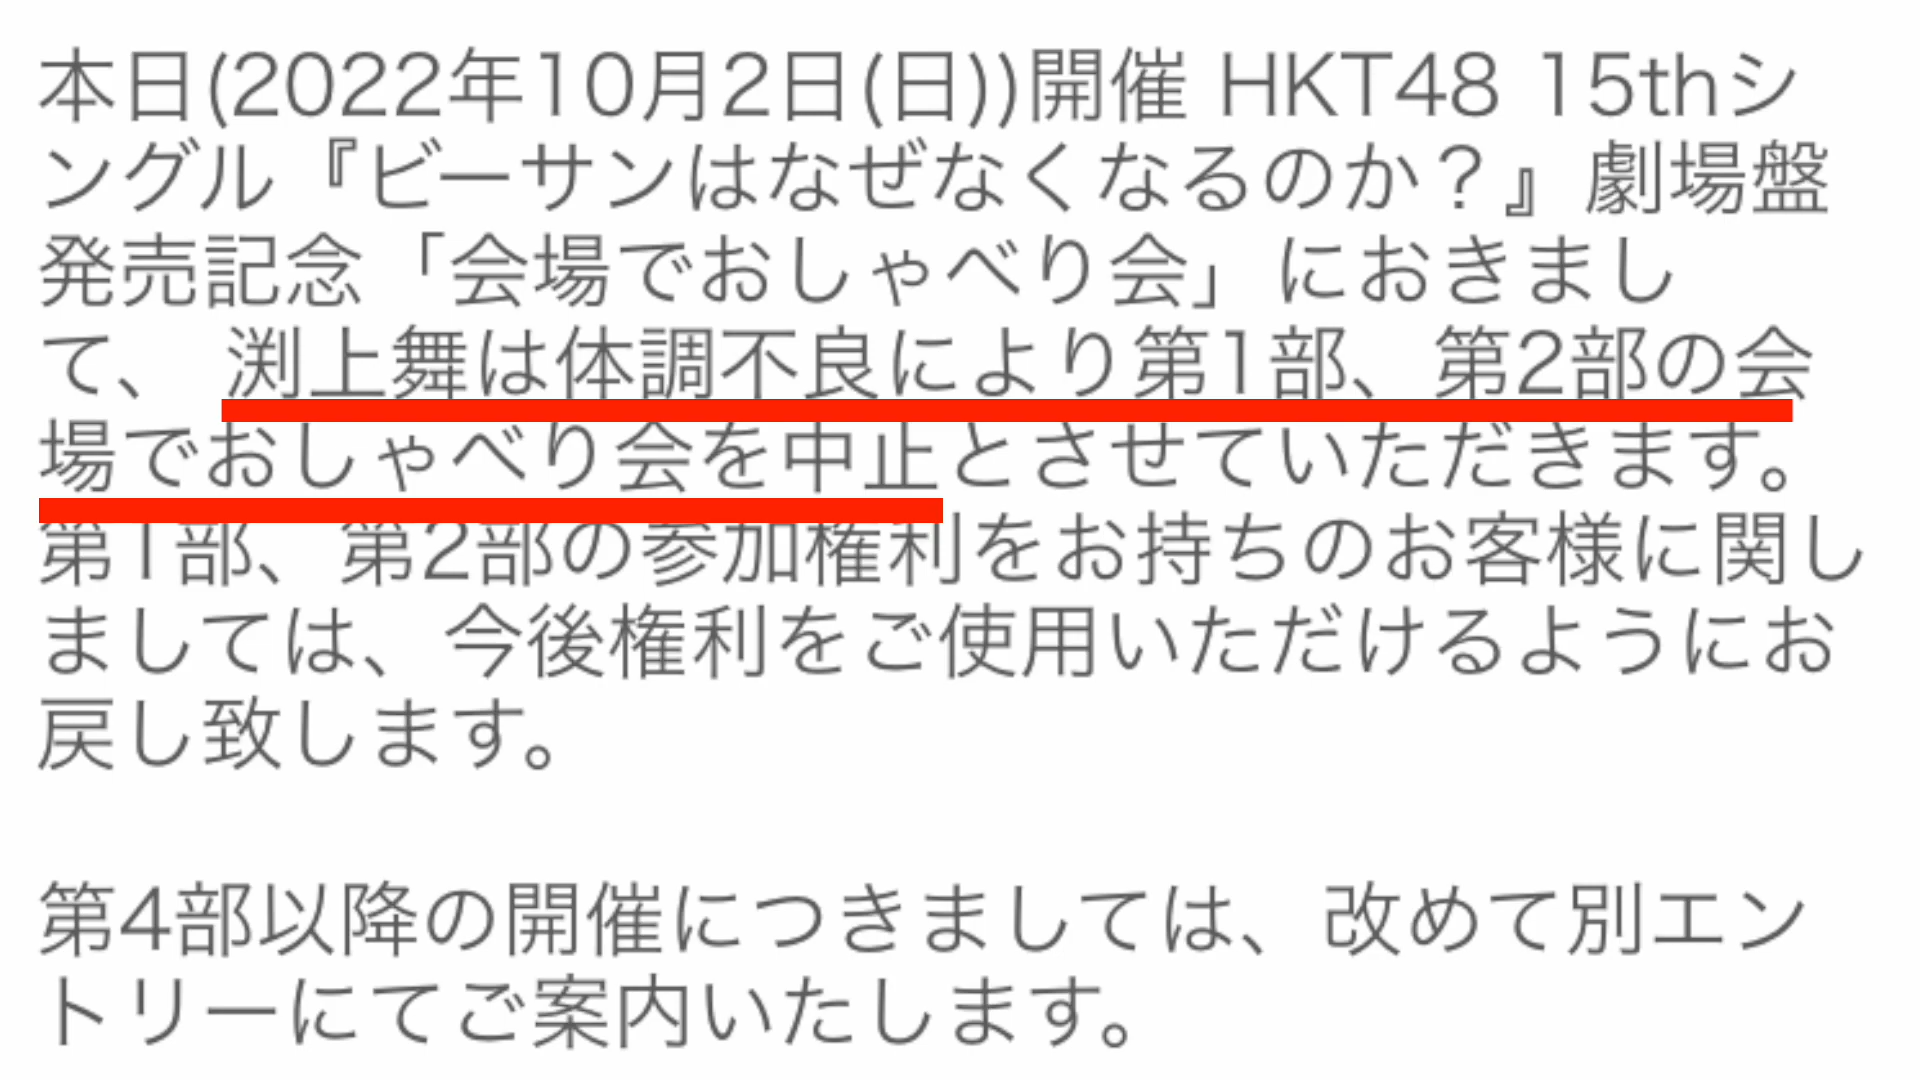 本日(2022年10月2日(日))開催 HKT48 15thシ
ングル『ビーサンはなぜなくなるのか？』劇場盤
発売記念「会場でおしゃべり会」におきまし
て、 渕上舞は体調不良により第1部、第2部の会
場でおしゃべり会を中止とさせていただきます。
第1部、第2部の参加権利をお持ちのお客様に関し
ましては、今後権利をご使用いただけるようにお
戻し致します。
第4部以降の開催につきましては、改めて別エン
トリーにてご案内いたします。